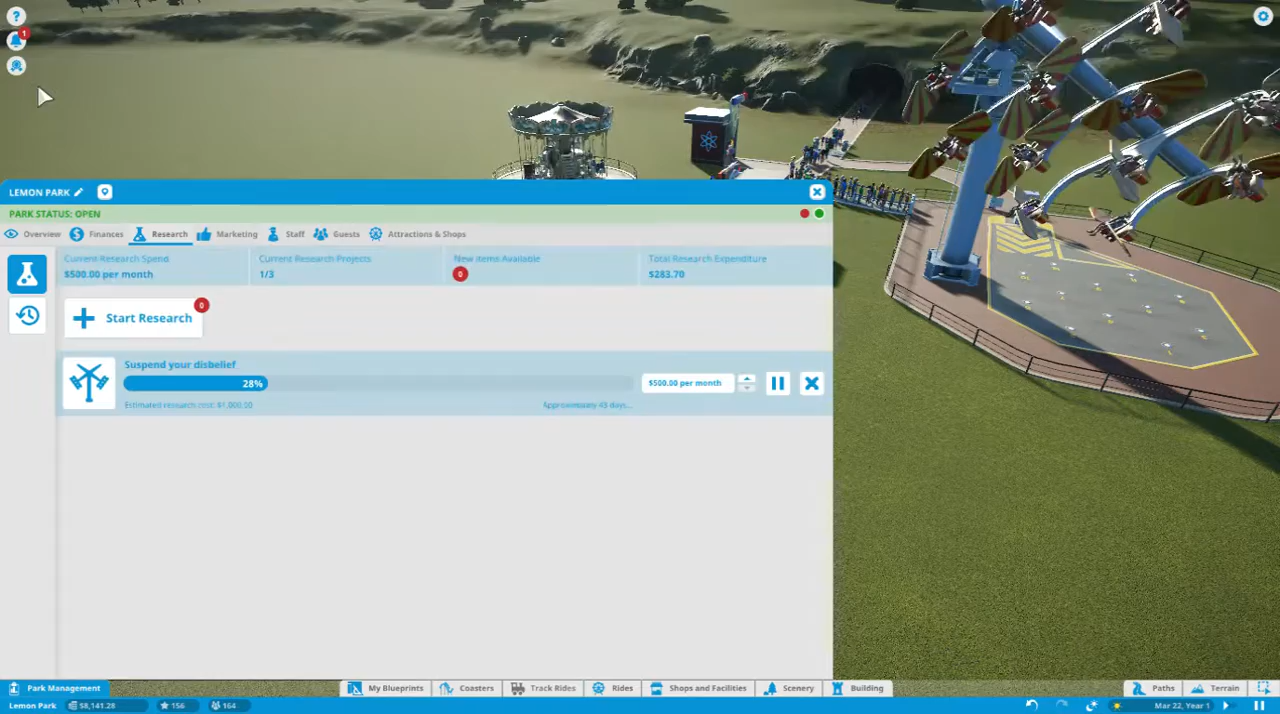 ?
1
LEMON PARK
PARK STATUS: OPEN
Overview Finances Research Marketing Staff Guests Attractions & Shops
Current Research Spend Current Research Projects New Items Available Total Research Expenditure
$500.00 per month 1/3 0 $283.70
0
Start Research
Suspend your disbelief
28% $500.00 per month
Estimated research cost: $1,000.00 Approximately 43 days...
Park Management My Blueprints Coasters Track Rides Rides Shops and Facilities Scenery Building Paths Terrain
Lemon Park $8,141.28 156 164 Mar 22, Year 1